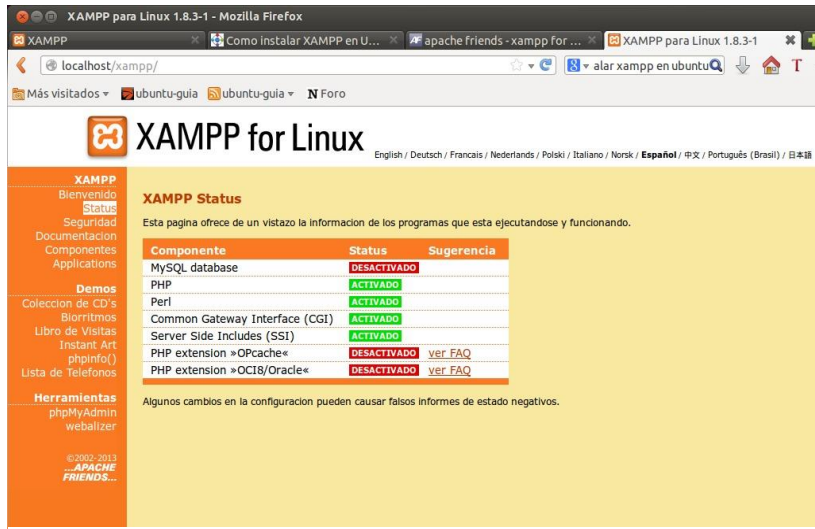 XAMPP para Linux 1.8.3-1 - Mozilla Firefox
XAMPP
Como instalar XAMPP en U...
apache friends - xampp for ...
XAMPP para Linux 1.8.3-1
localhost/xampp/
alar xampp en ubuntu
Más visitados
ubuntu-guia
ubuntu-guia
N Foro
XAMPP for Linux
English / Deutsch / Francais / Nederlands / Polski / Italiano / Norsk / Español / 中文 / Português (Brasil) / 日本語
XAMPP
Bienvenido
Status
Seguridad
Documentacion
Componentes
Applications
Demos
Coleccion de CD's
Biorritmos
Libro de Visitas
Instant Art
phpinfo()
Lista de Telefonos
Herramientas
phpMyAdmin
webalizer
©2002-2013
...APACHE
FRIENDS...
XAMPP Status
Esta pagina ofrece de un vistazo la informacion de los programas que esta ejecutandose y funcionando.
Componente Status Sugerencia
MySQL database DESACTIVADO
PHP ACTIVADO
Perl ACTIVADO
Common Gateway Interface (CGI) ACTIVADO
Server Side Includes (SSI) ACTIVADO
PHP extension »OPcache« DESACTIVADO ver FAQ
PHP extension »OCI8/Oracle« DESACTIVADO ver FAQ
Algunos cambios en la configuracion pueden causar falsos informes de estado negativos.